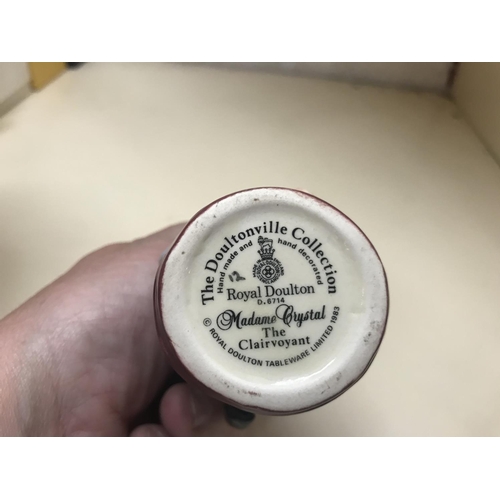 The Doultonville Collection
Hand made and hand decorated
Royal Doulton
D.6714
Madame Crystal
The
Clairvoyant
© ROYAL DOULTON TABLEWARE LIMITED 1983